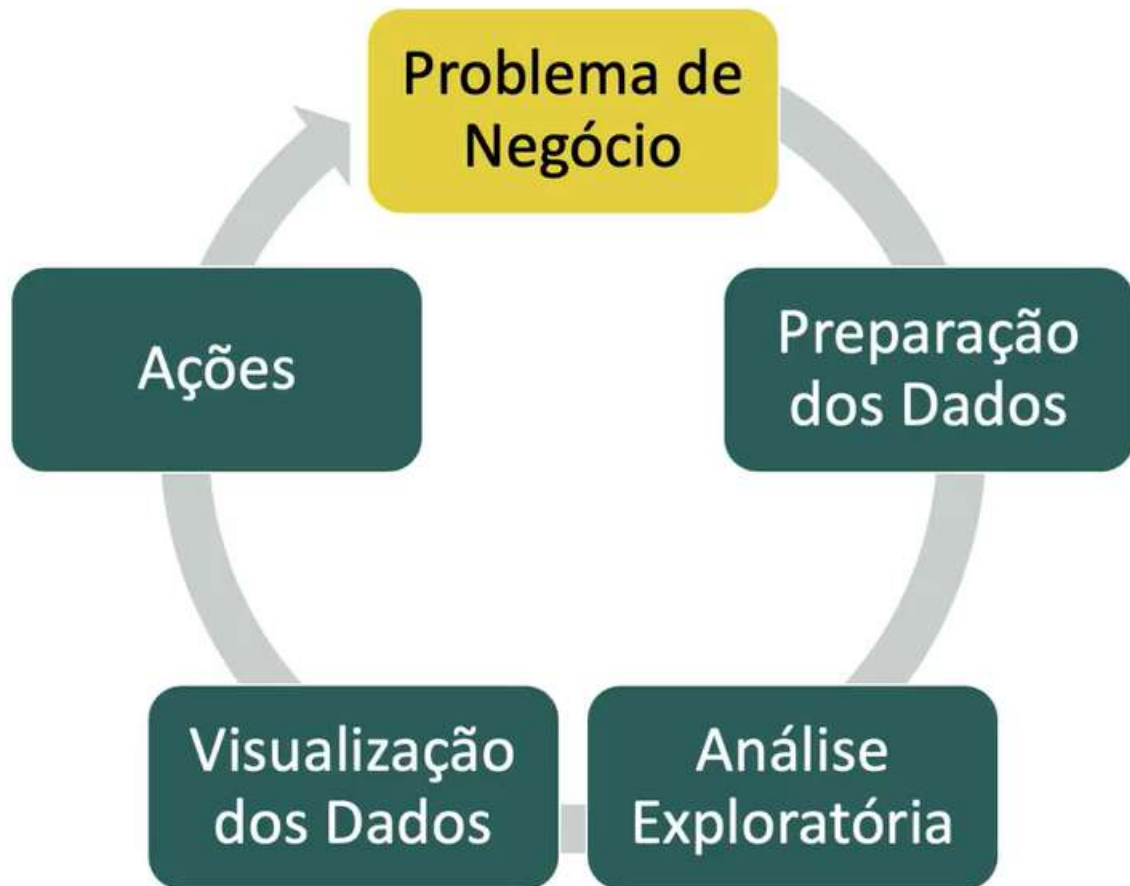 Problema de
Negócio
Preparação
dos Dados
Análise
Exploratória
Visualização
dos Dados
Ações